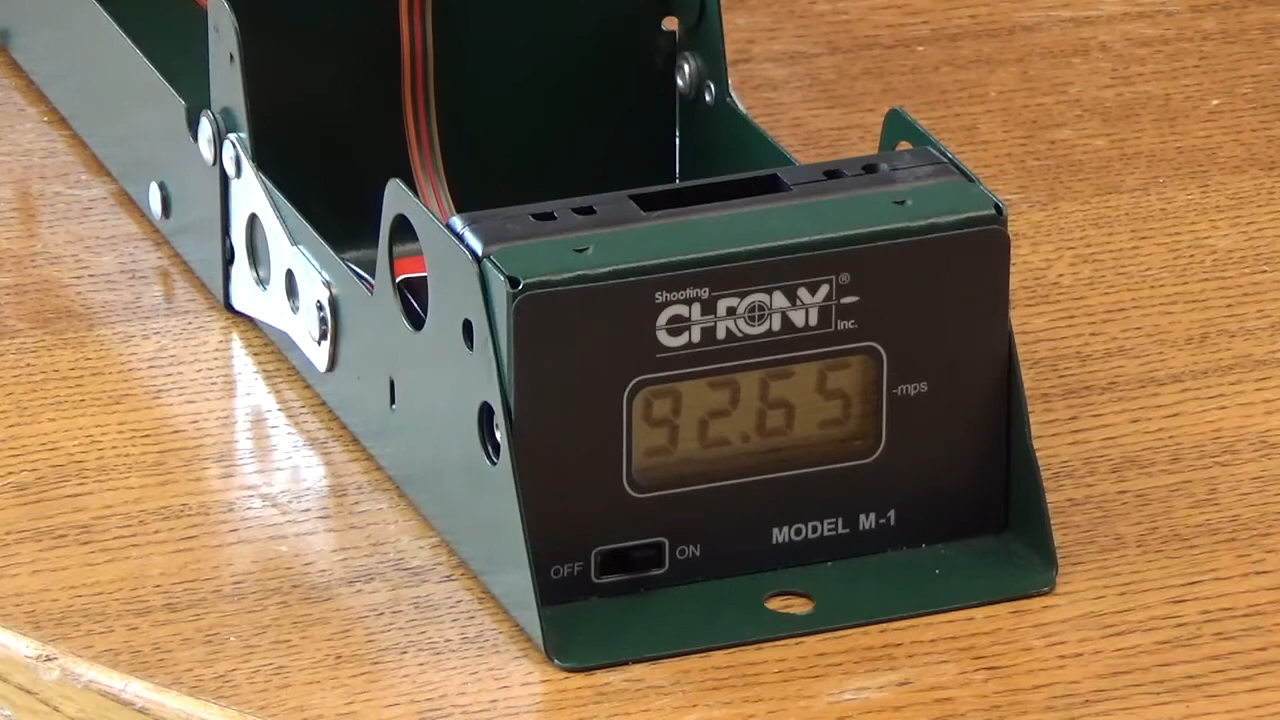 Shooting
CHRONY®
Inc.
92.65
-mps
MODEL M-1
OFF
ON